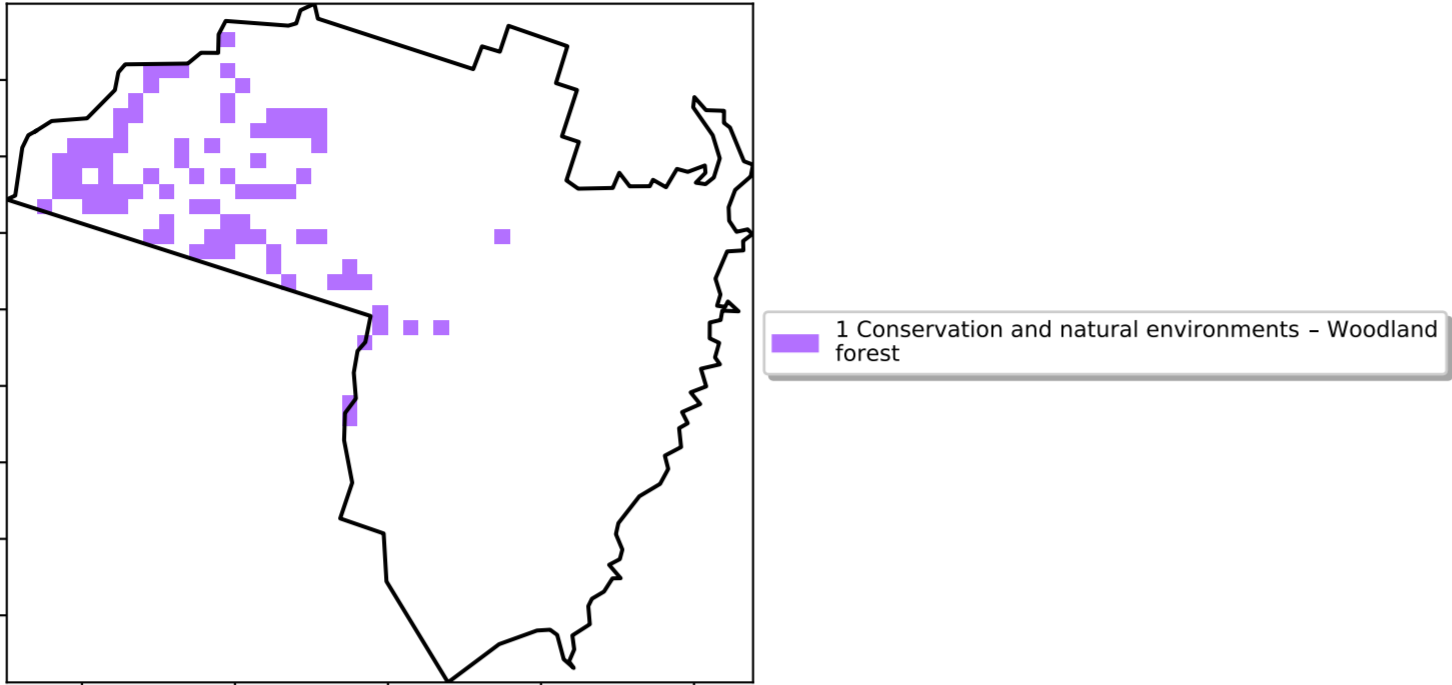 1 Conservation and natural environments – Woodland
forest